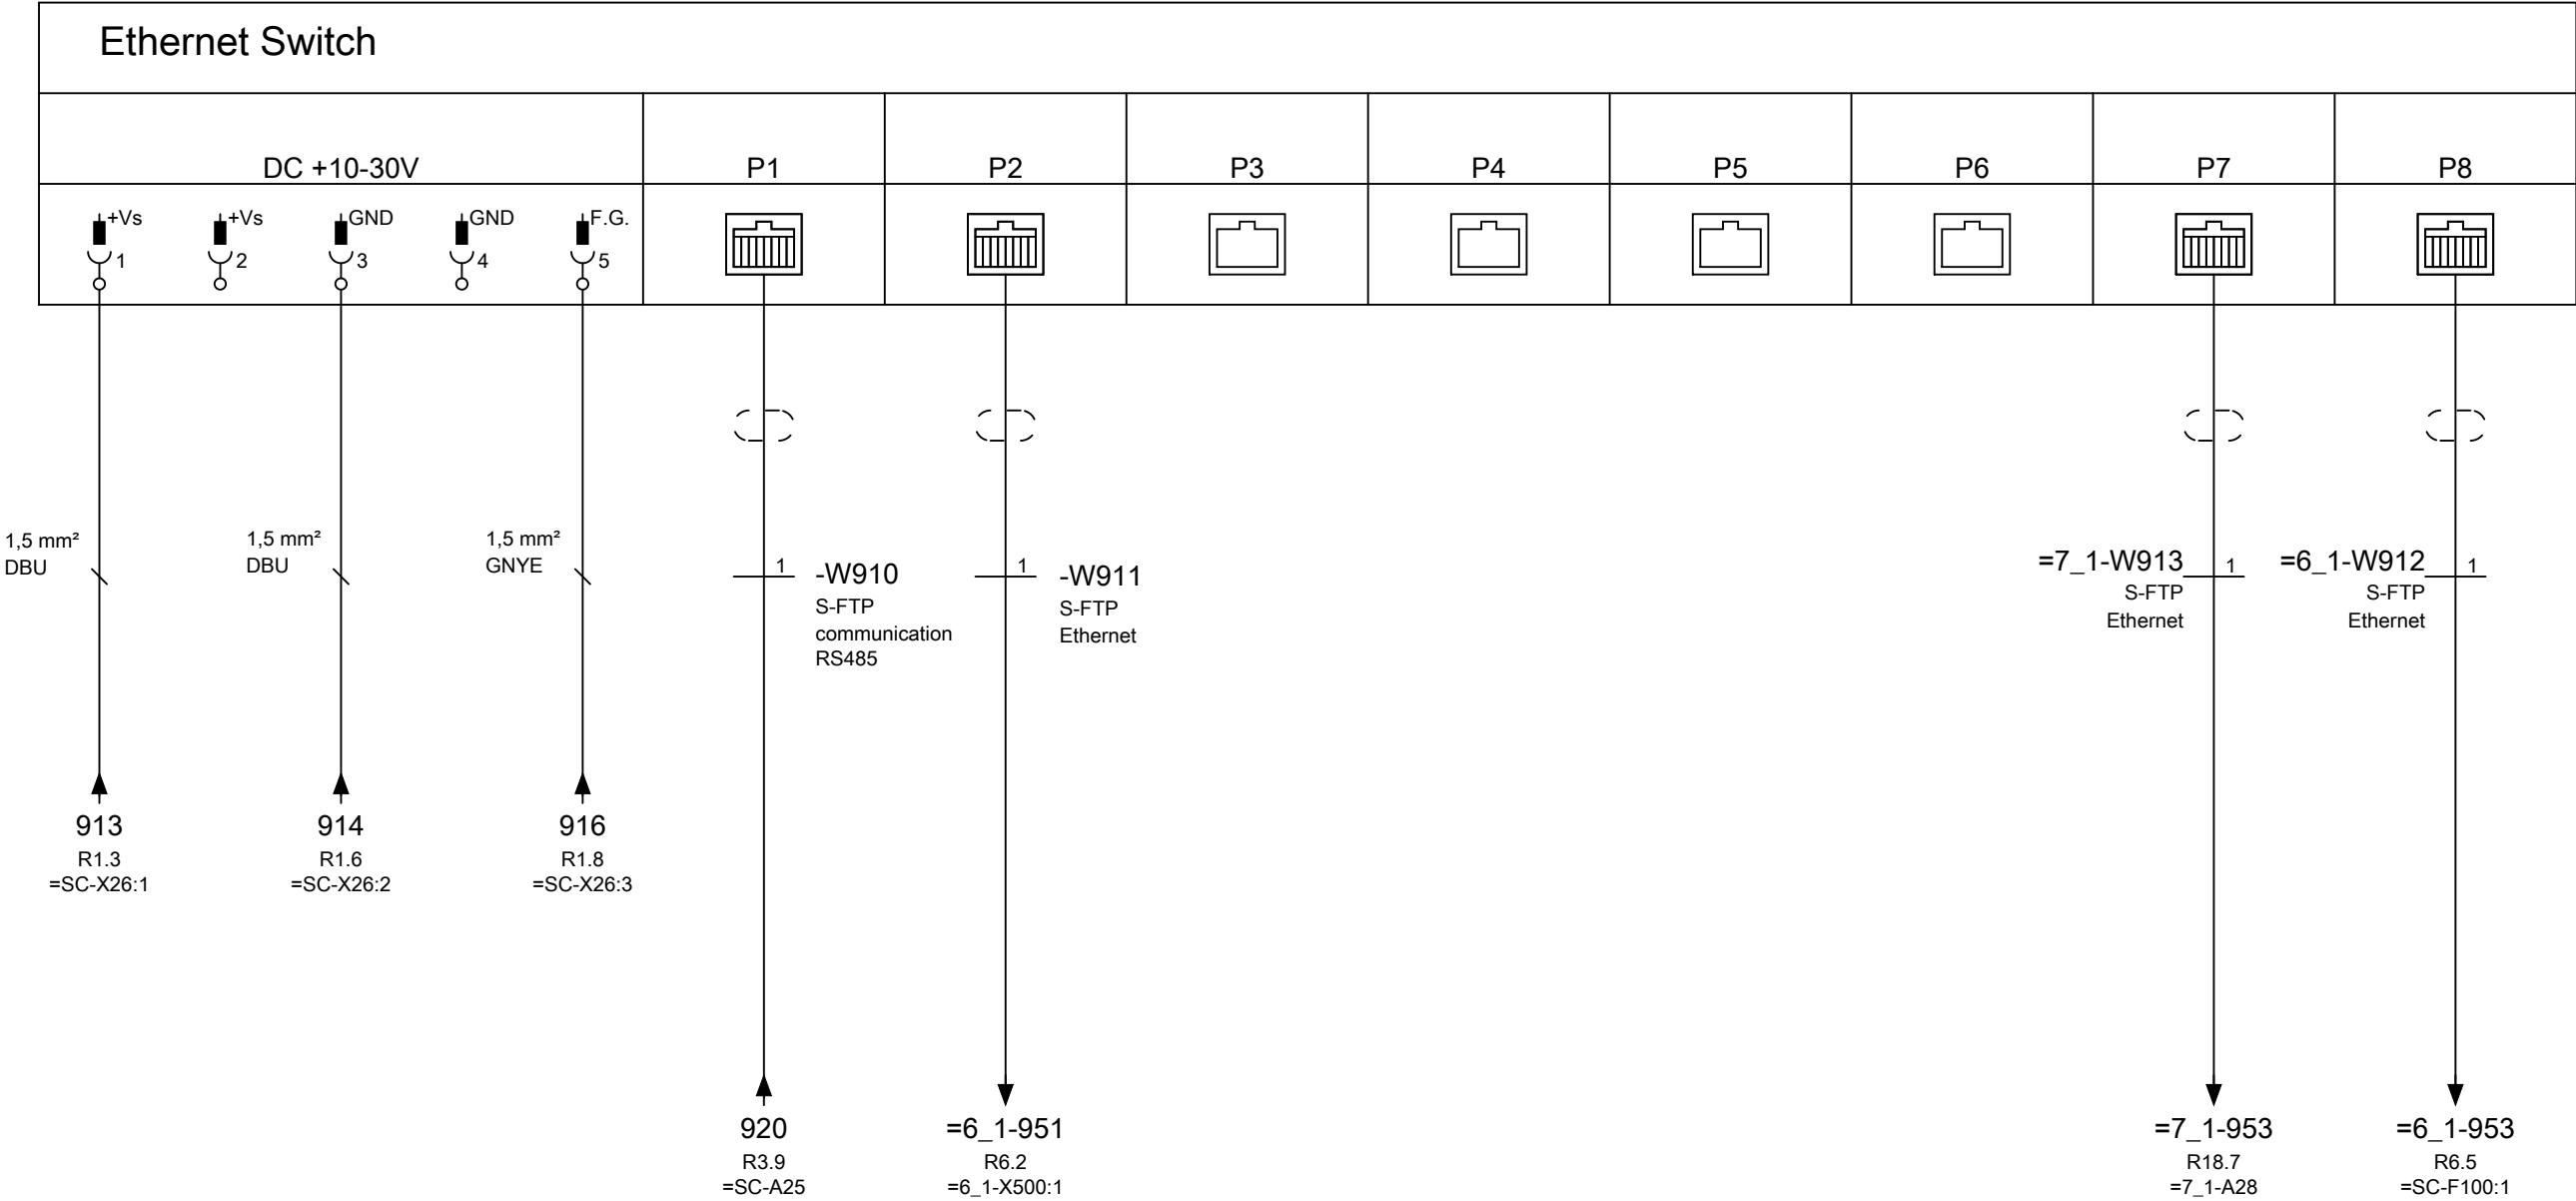 Ethernet Switch
DC +10-30V
P1
P2
P3
P4
P5
P6
P7
P8
+Vs
1
+Vs
2
GND
3
GND
4
F.G.
5
1,5 mm²
DBU
1,5 mm²
DBU
1,5 mm²
GNYE
1
-W910
S-FTP
communication
RS485
1
-W911
S-FTP
Ethernet
=7_1-W913
1
S-FTP
Ethernet
=6_1-W912
1
S-FTP
Ethernet
913
R1.3
=SC-X26:1
914
R1.6
=SC-X26:2
916
R1.8
=SC-X26:3
920
R3.9
=SC-A25
=6_1-951
R6.2
=6_1-X500:1
=7_1-953
R18.7
=7_1-A28
=6_1-953
R6.5
=SC-F100:1